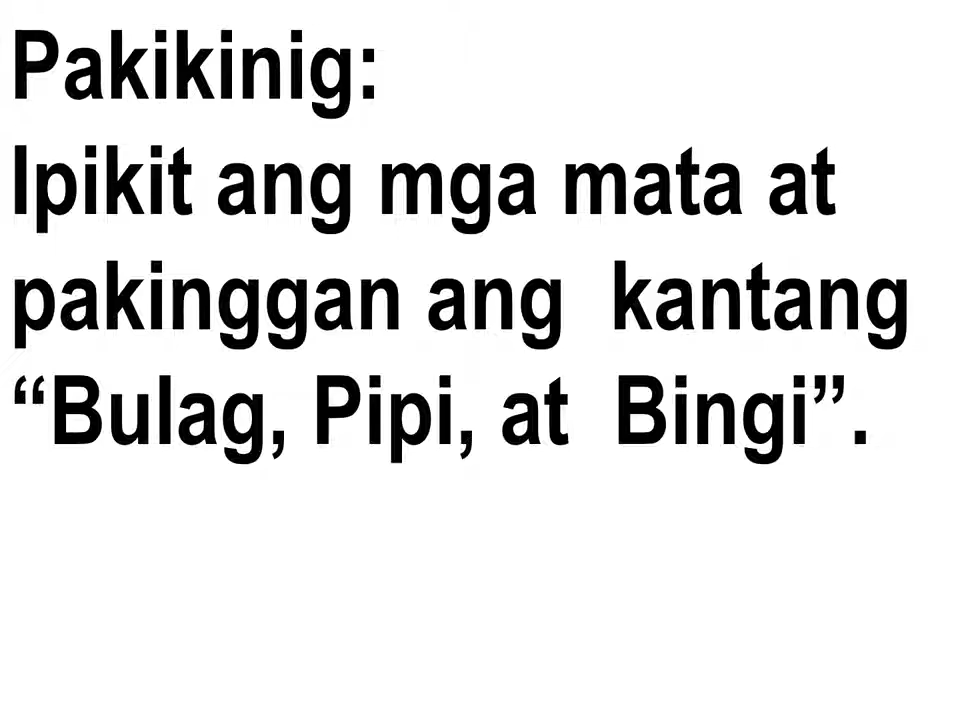 Pakikinig:
Ipikit ang mga mata at
pakinggan ang  kantang
“Bulag, Pipi, at  Bingi”.